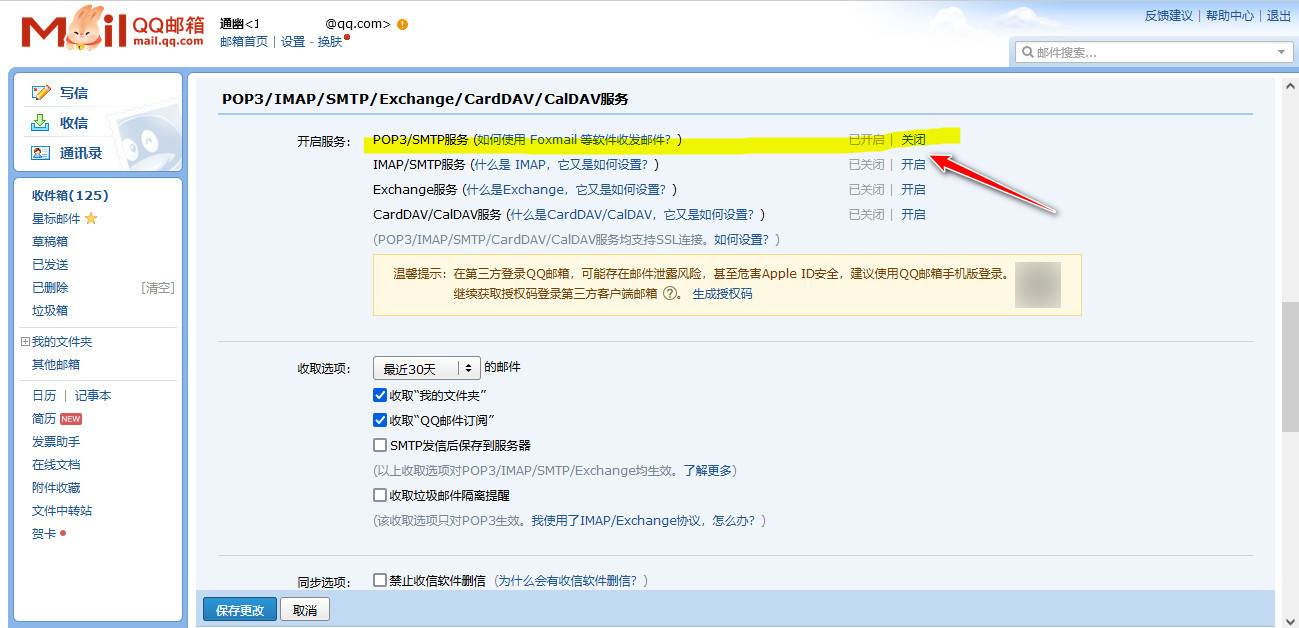 Mail QQ邮箱 mail.qq.com
通幽<1 @qq.com>
邮箱首页 | 设置 - 换肤
反馈建议 | 帮助中心 | 退出
邮件搜索...
写信
收信
通讯录
收件箱(125)
星标邮件
草稿箱
已发送
已删除 [清空]
垃圾箱
我的文件夹
其他邮箱
日历 | 记事本
简历 NEW
发票助手
在线文档
附件收藏
文件中转站
贺卡
POP3/IMAP/SMTP/Exchange/CardDAV/CalDAV服务
开启服务: POP3/SMTP服务 (如何使用 Foxmail 等软件收发邮件? ) 已开启 | 关闭
IMAP/SMTP服务 (什么是 IMAP，它又是如何设置? ) 已关闭 | 开启
Exchange服务 (什么是Exchange，它又是如何设置? ) 已关闭 | 开启
CardDAV/CalDAV服务 (什么是CardDAV/CalDAV，它又是如何设置? ) 已关闭 | 开启
(POP3/IMAP/SMTP/CardDAV/CalDAV服务均支持SSL连接。如何设置? )
温馨提示: 在第三方登录QQ邮箱，可能存在邮件泄露风险，甚至危害Apple ID安全，建议使用QQ邮箱手机版登录。
继续获取授权码登录第三方客户端邮箱 ?。 生成授权码
收取选项: 最近30天 的邮件
收取“我的文件夹”
收取“QQ邮件订阅”
SMTP发信后保存到服务器
(以上收取选项对POP3/IMAP/SMTP/Exchange均生效。了解更多)
收取垃圾邮件隔离提醒
(该收取选项只对POP3生效。我使用了IMAP/Exchange协议，怎么办? )
同步选项: 禁止收信软件删信 (为什么会有收信软件删信? )
保存更改 取消